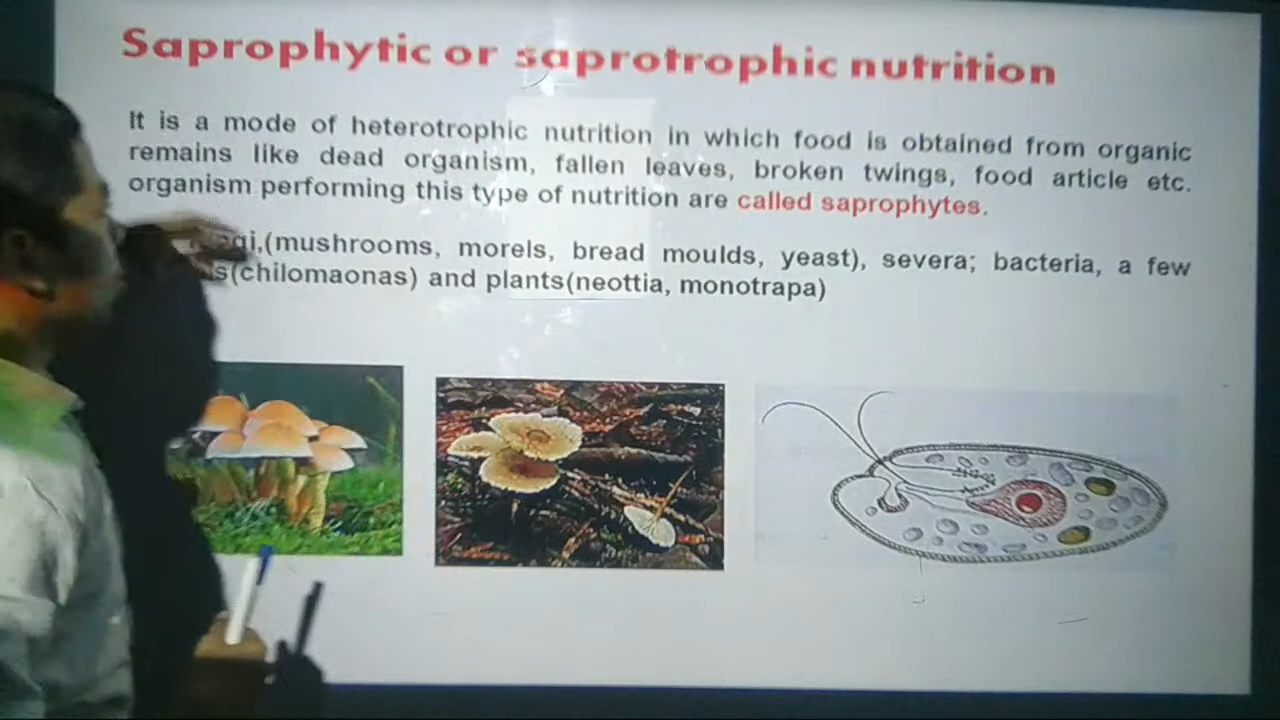 Saprophytic or saprotrophic nutrition
It is a mode of heterotrophic nutrition in which food is obtained from organic
remains like dead organism, fallen leaves, broken twings, food article etc.
organism performing this type of nutrition are called saprophytes.
(mushrooms, morels, bread moulds, yeast), severa; bacteria, a few
(chilomaonas) and plants(neottia, monotrapa)